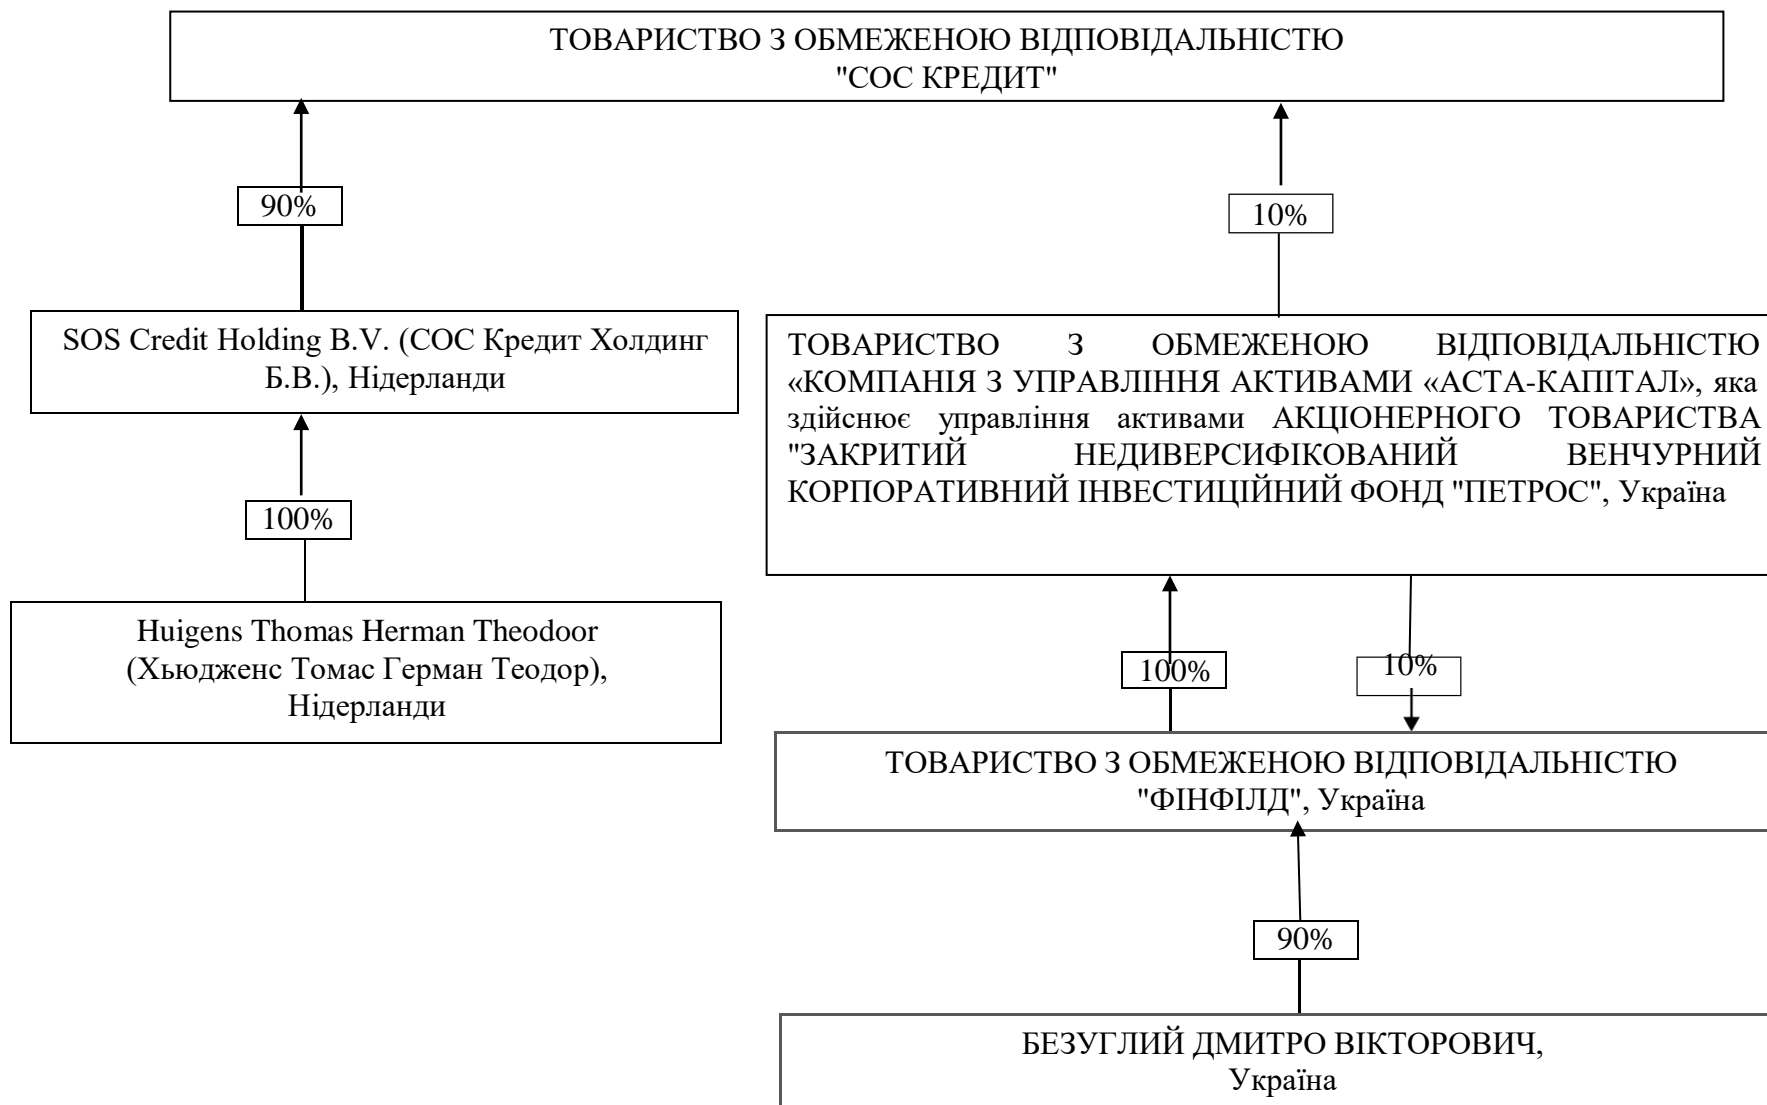 ТОВАРИСТВО З ОБМЕЖЕНОЮ ВІДПОВІДАЛЬНІСТЮ
"СОС КРЕДИТ"
90%
10%
SOS Credit Holding B.V. (СОС Кредит Холдинг
Б.В.), Нідерланди
ТОВАРИСТВО З ОБМЕЖЕНОЮ ВІДПОВІДАЛЬНІСТЮ
«КОМПАНІЯ З УПРАВЛІННЯ АКТИВАМИ «АСТА-КАПІТАЛ», яка
здійснює управління активами АКЦІОНЕРНОГО ТОВАРИСТВА
"ЗАКРИТИЙ НЕДИВЕРСИФІКОВАНИЙ ВЕНЧУРНИЙ
КОРПОРАТИВНИЙ ІНВЕСТИЦІЙНИЙ ФОНД "ПЕТРОС", Україна
100%
Huigens Thomas Herman Theodoor
(Хьюдженс Томас Герман Теодор),
Нідерланди
100%
10%
ТОВАРИСТВО З ОБМЕЖЕНОЮ ВІДПОВІДАЛЬНІСТЮ
"ФІНФІЛД", Україна
90%
БЕЗУГЛИЙ ДМИТРО ВІКТОРОВИЧ,
Україна